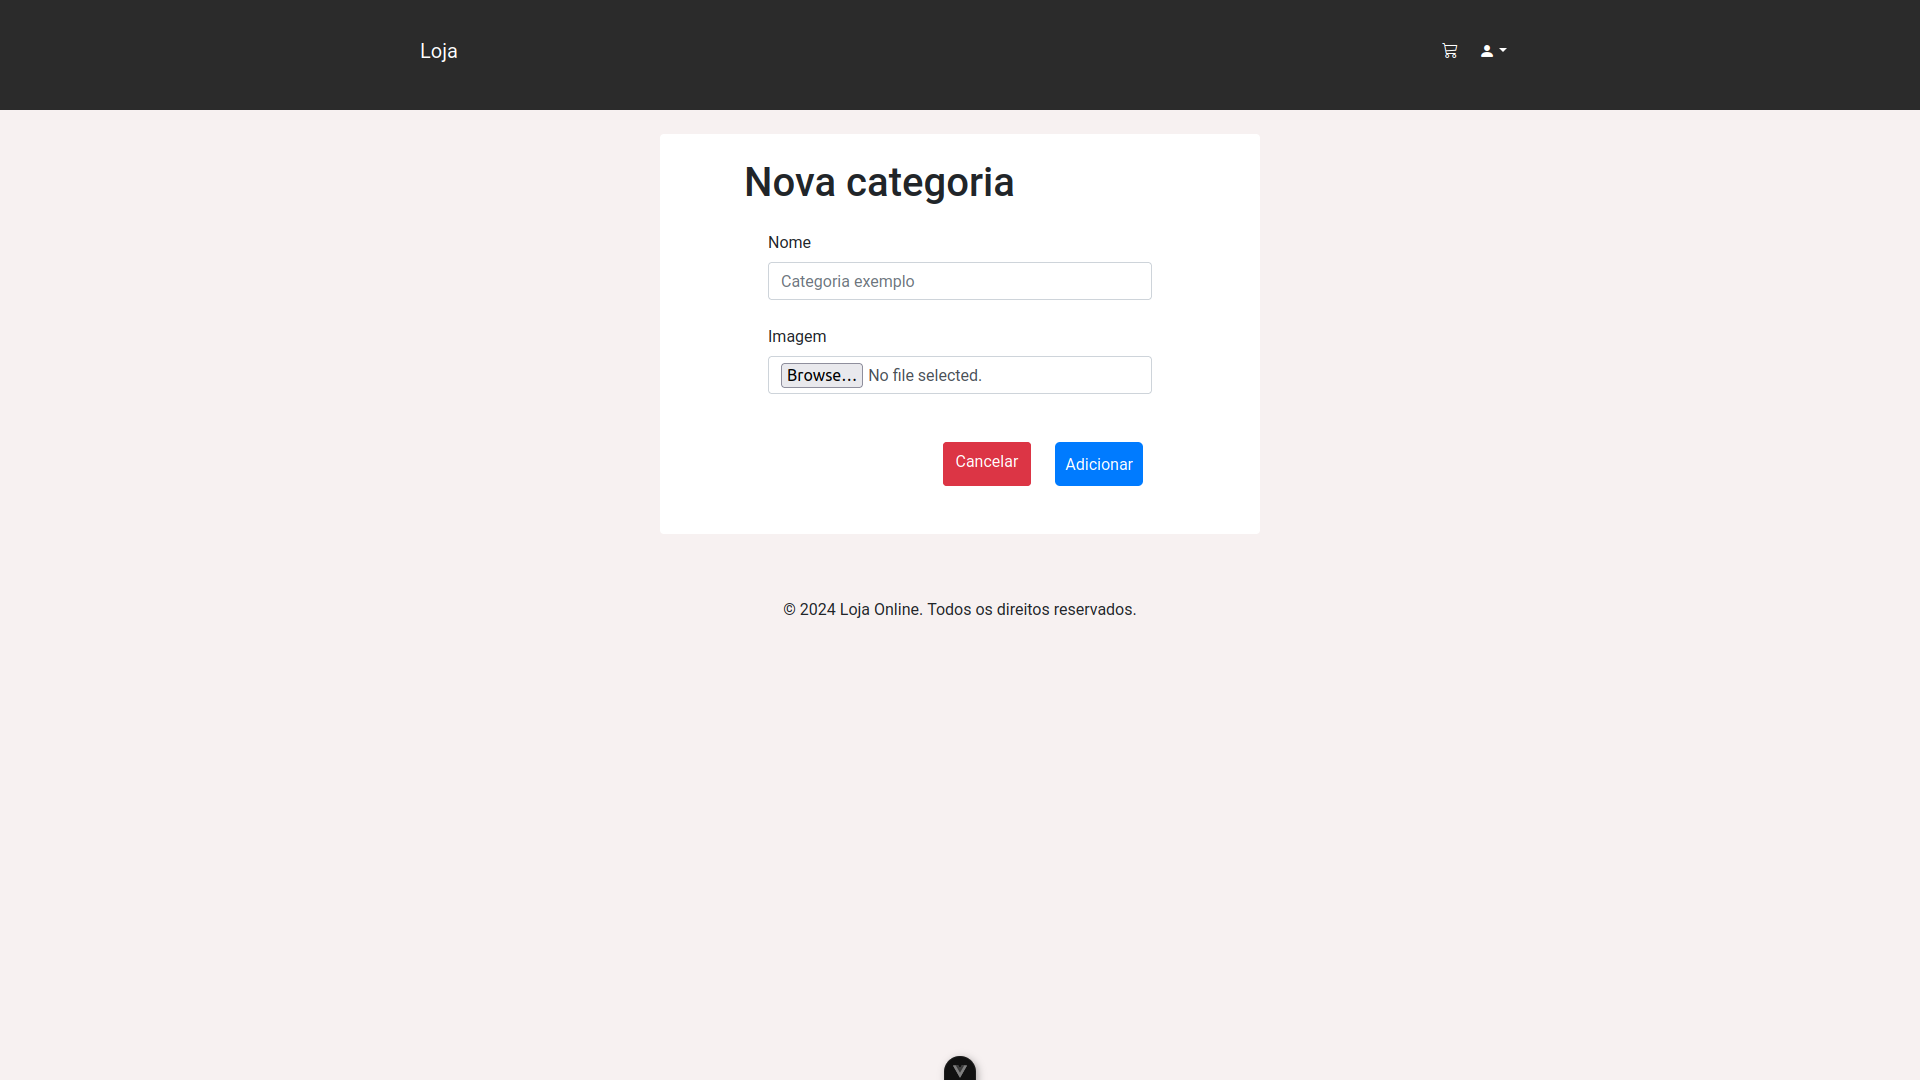 Loja
Nova categoria
Nome
Categoria exemplo
Imagem
Browse... No file selected.
Cancelar Adicionar
© 2024 Loja Online. Todos os direitos reservados.